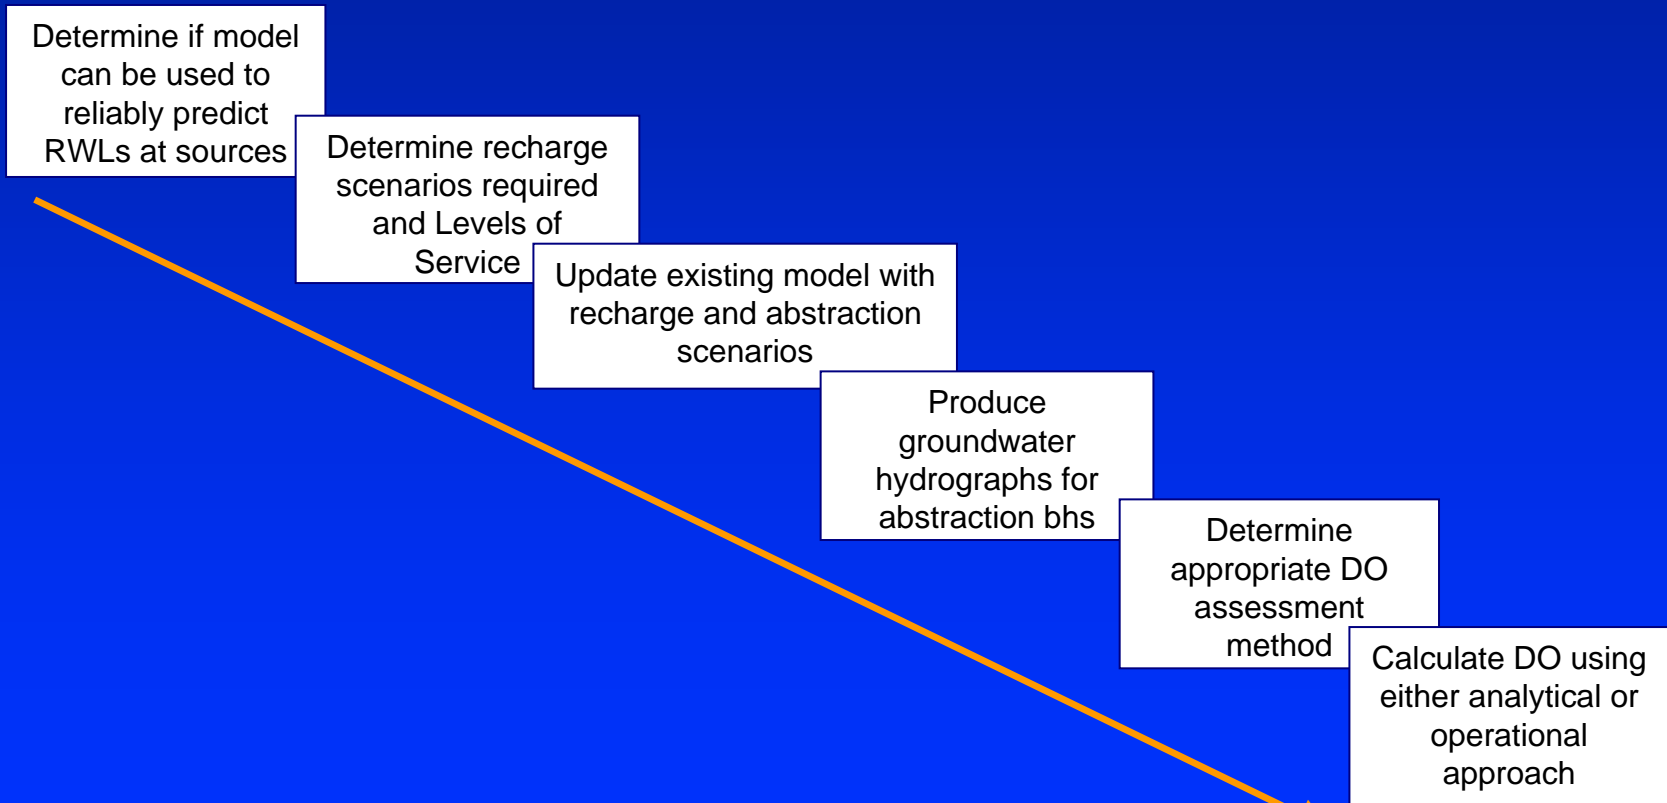 Determine if model
can be used to
reliably predict
RWLs at sources
Determine recharge
scenarios required
and Levels of
Service
Update existing model with
recharge and abstraction
scenarios
Produce
groundwater
hydrographs for
abstraction bhs
Determine
appropriate DO
assessment
method
Calculate DO using
either analytical or
operational
approach